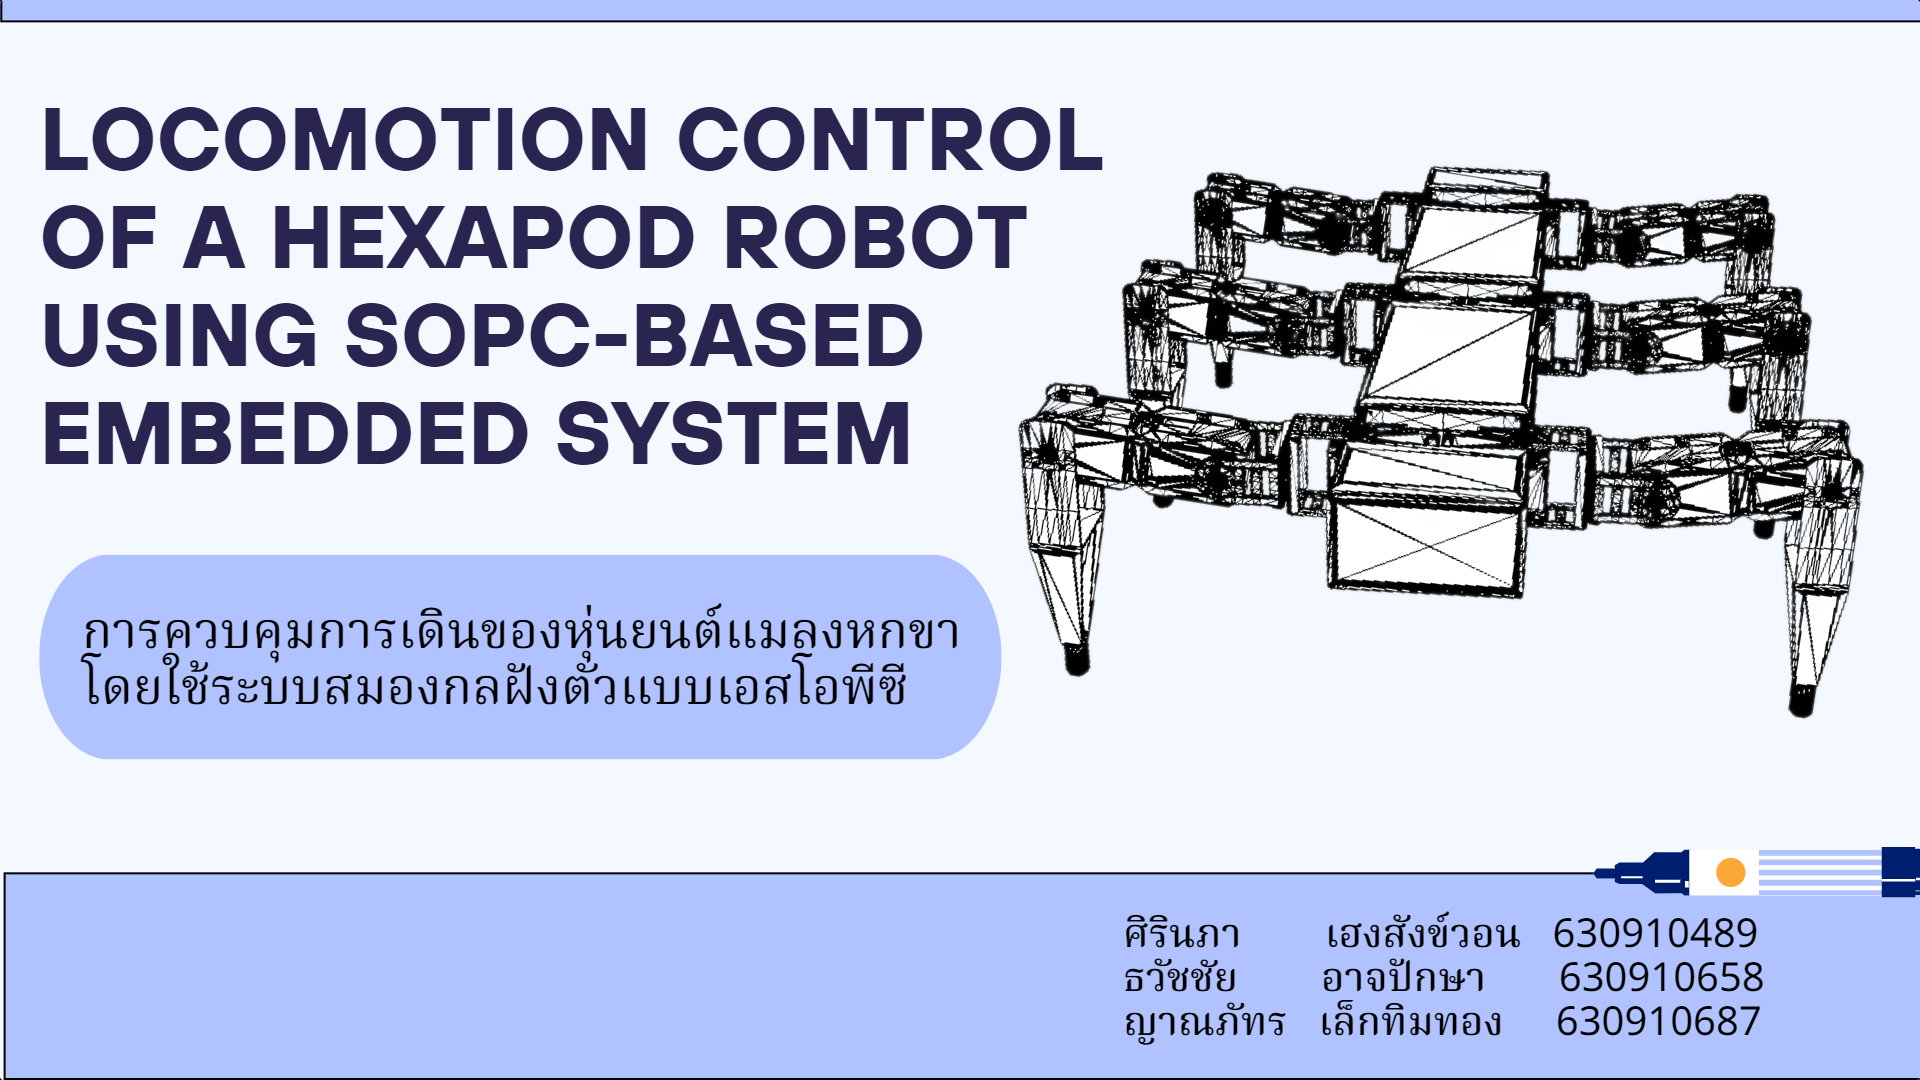 LOCOMOTION CONTROL
OF A HEXAPOD ROBOT
USING SOPC-BASED
EMBEDDED SYSTEM
การควบคุมการเดินของหุ่นยนต์แมลงหกขา
โดยใช้ระบบสมองกลฝังตัวแบบเอสโอพีซี
ศิรินภา เฮงสังข์วอน 630910489
ธวัชชัย อาจปักษา 630910658
ญาณภัทร เล็กทิมทอง 630910687